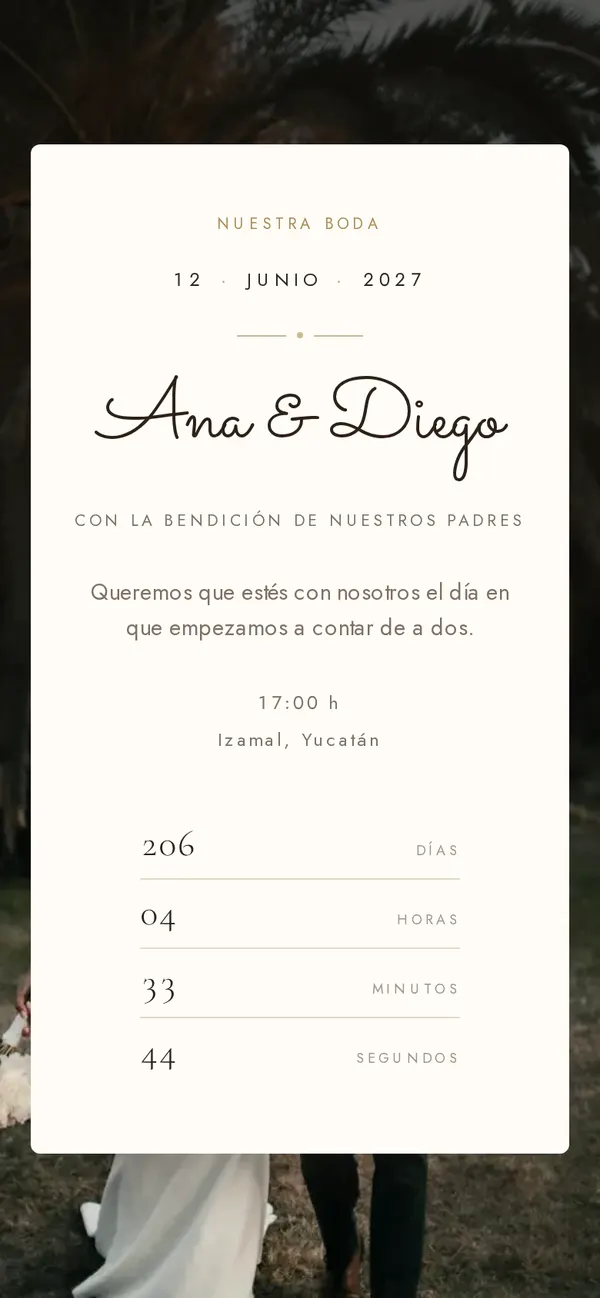 NUESTRA BODA
12 · JUNIO · 2027
Ana & Diego
CON LA BENDICIÓN DE NUESTROS PADRES
Queremos que estés con nosotros el día en
que empezamos a contar de a dos.
17:00 h
Izamal, Yucatán
206 DÍAS
04 HORAS
33 MINUTOS
44 SEGUNDOS